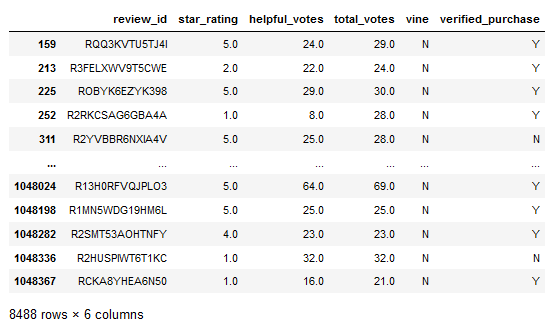 review_id star_rating helpful_votes total_votes vine verified_purchase
159 RQQ3KVTU5TJ4I 5.0 24.0 29.0 N Y
213 R3FELXWV9T5CWE 2.0 22.0 24.0 N Y
225 ROBYK6EZYK398 5.0 29.0 30.0 N Y
252 R2RKCSAG6GBA4A 1.0 8.0 28.0 N Y
311 R2YVBBR6NXIA4V 5.0 25.0 28.0 N N
... ... ... ... ... ... ...
1048024 R13H0RFVQJPLO3 5.0 64.0 69.0 N Y
1048198 R1MN5WDG19HM6L 5.0 25.0 25.0 N Y
1048282 R2SMT53AOHTNFY 4.0 23.0 23.0 N Y
1048336 R2HUSPIWT6T1KC 1.0 32.0 32.0 N N
1048367 RCKA8YHEA6N50 1.0 16.0 21.0 N Y
8488 rows × 6 columns